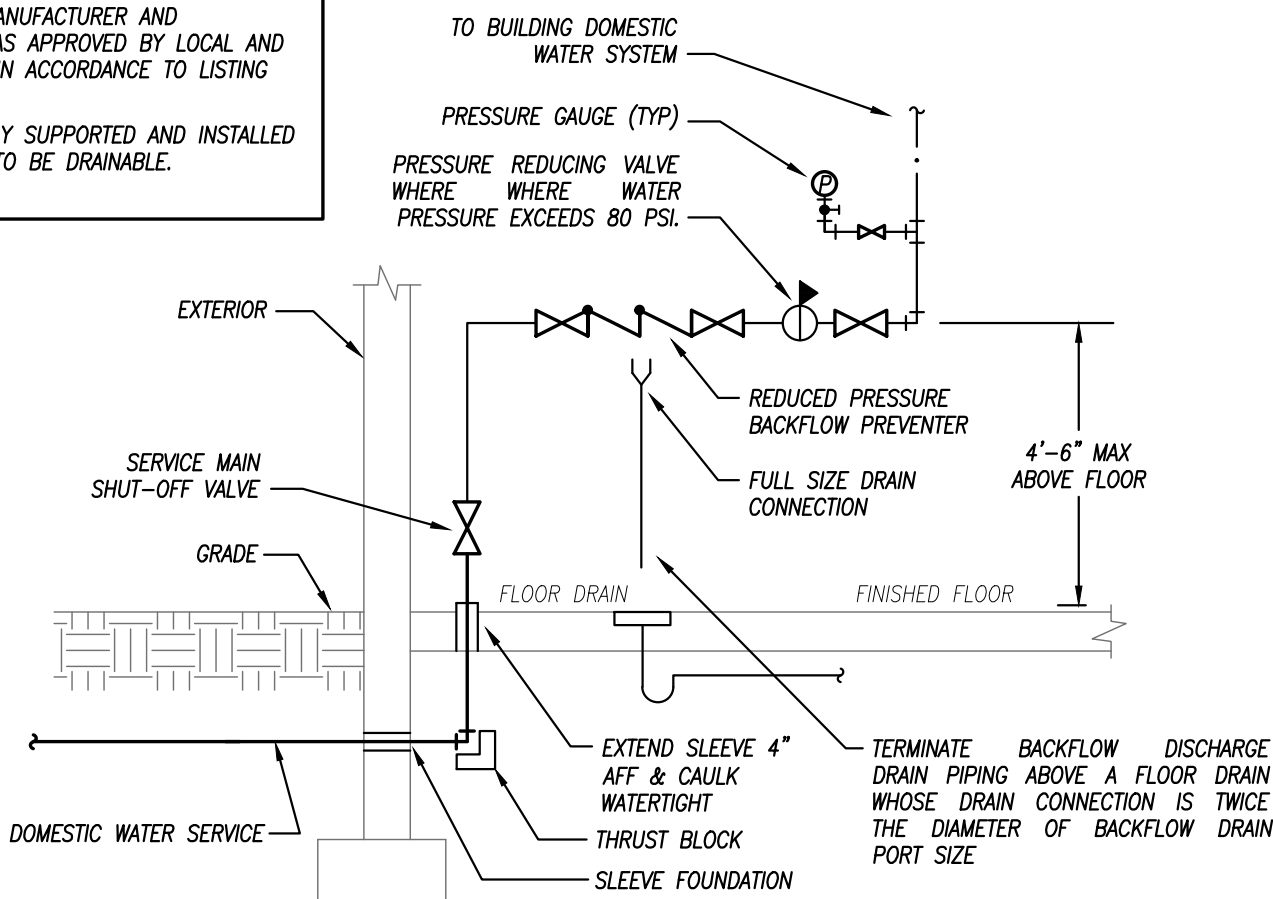 ANUFACTURER AND
AS APPROVED BY LOCAL AND
IN ACCORDANCE TO LISTING
Y SUPPORTED AND INSTALLED
TO BE DRAINABLE.
TO BUILDING DOMESTIC
WATER SYSTEM
PRESSURE GAUGE (TYP)
P
PRESSURE REDUCING VALVE
WHERE WHERE WATER
PRESSURE EXCEEDS 80 PSI.
EXTERIOR
REDUCED PRESSURE
BACKFLOW PREVENTER
4'-6" MAX
ABOVE FLOOR
SERVICE MAIN
SHUT-OFF VALVE
FULL SIZE DRAIN
CONNECTION
GRADE
FLOOR DRAIN
FINISHED FLOOR
EXTEND SLEEVE 4"
AFF & CAULK
WATERTIGHT
TERMINATE BACKFLOW DISCHARGE
DRAIN PIPING ABOVE A FLOOR DRAIN
WHOSE DRAIN CONNECTION IS TWICE
THE DIAMETER OF BACKFLOW DRAIN
PORT SIZE
DOMESTIC WATER SERVICE
THRUST BLOCK
SLEEVE FOUNDATION